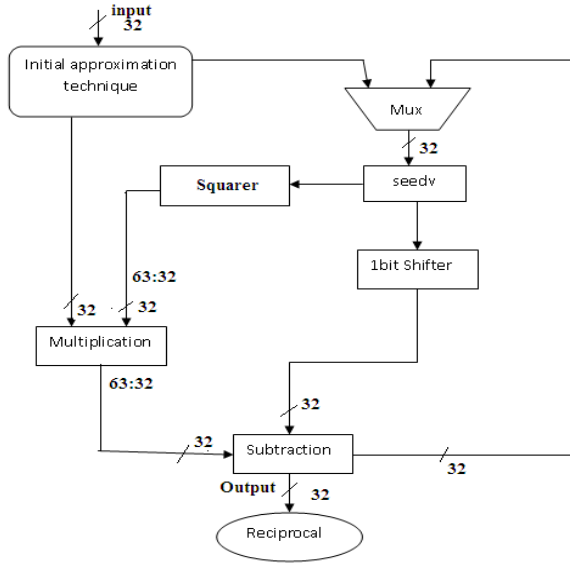 input
32
Initial approximation
technique
Mux
32
Squarer
seedv
1bit Shifter
63:32
32
32
Multiplication
63:32
32
32
Subtraction
32
Output
32
Reciprocal